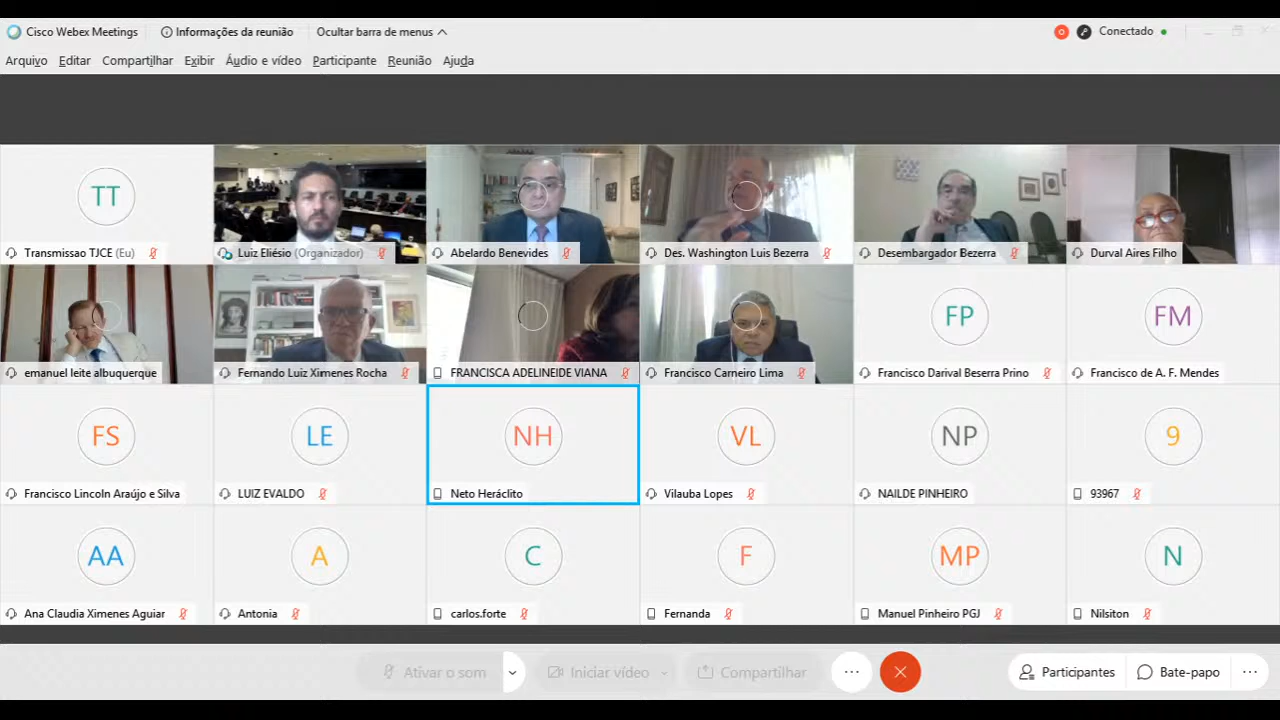 Cisco Webex Meetings Informações da reunião Ocultar barra de menus Conectado
Arquivo Editar Compartilhar Exibir Áudio e vídeo Participante Reunião Ajuda
TT
Transmissao TJCE (Eu) Luiz Eliésio (Organizador) Abelardo Benevides Des. Washington Luis Bezerra Desembargador Bezerra Durval Aires Filho
FP FM
emanuel leite albuquerque Fernando Luiz Ximenes Rocha FRANCISCA ADELINEIDE VIANA Francisco Carneiro Lima Francisco Darival Beserra Prino Francisco de A. F. Mendes
FS LE NH VL NP 9
Francisco Lincoln Araújo e Silva LUIZ EVALDO Neto Heráclito Vilauba Lopes NAILDE PINHEIRO 93967
AA A C F MP N
Ana Claudia Ximenes Aguiar Antonia carlos.forte Fernanda Manuel Pinheiro PGJ Nilsiton
Ativar o som Iniciar vídeo Compartilhar Participantes Bate-papo